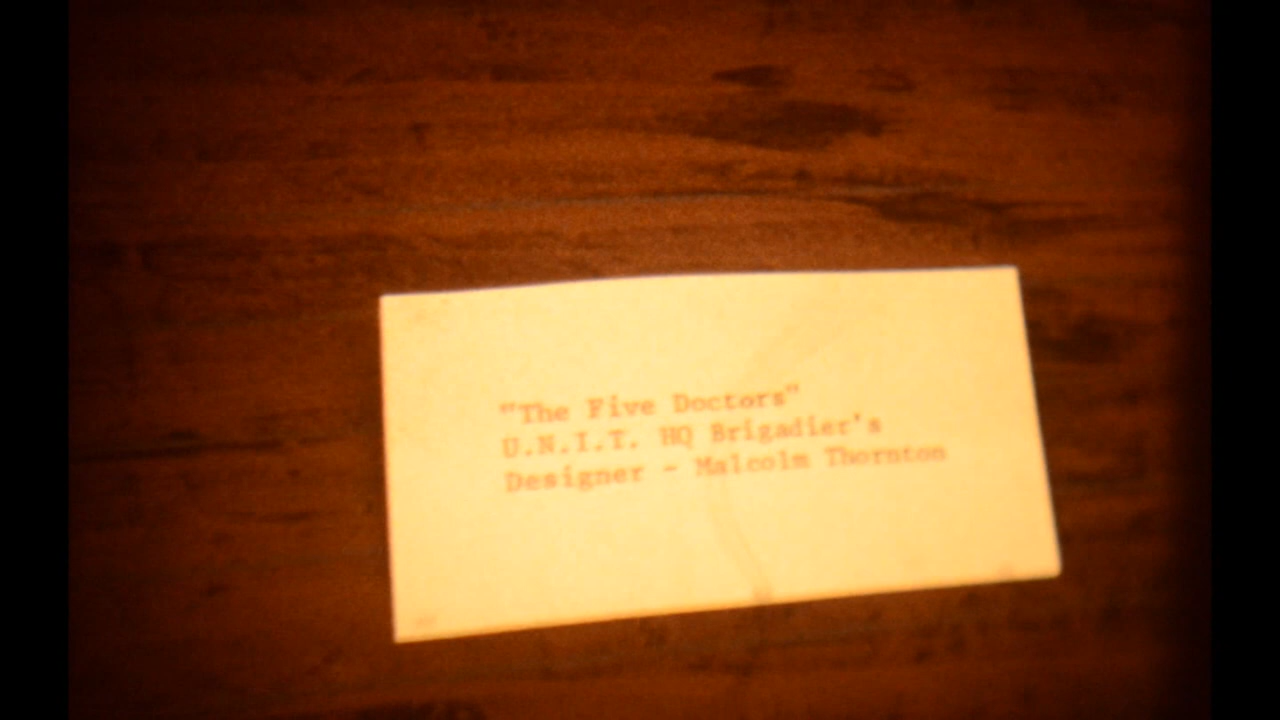 "The Five Doctors"
U.N.I.T. HQ Brigadier's
Designer - Malcolm Thornton